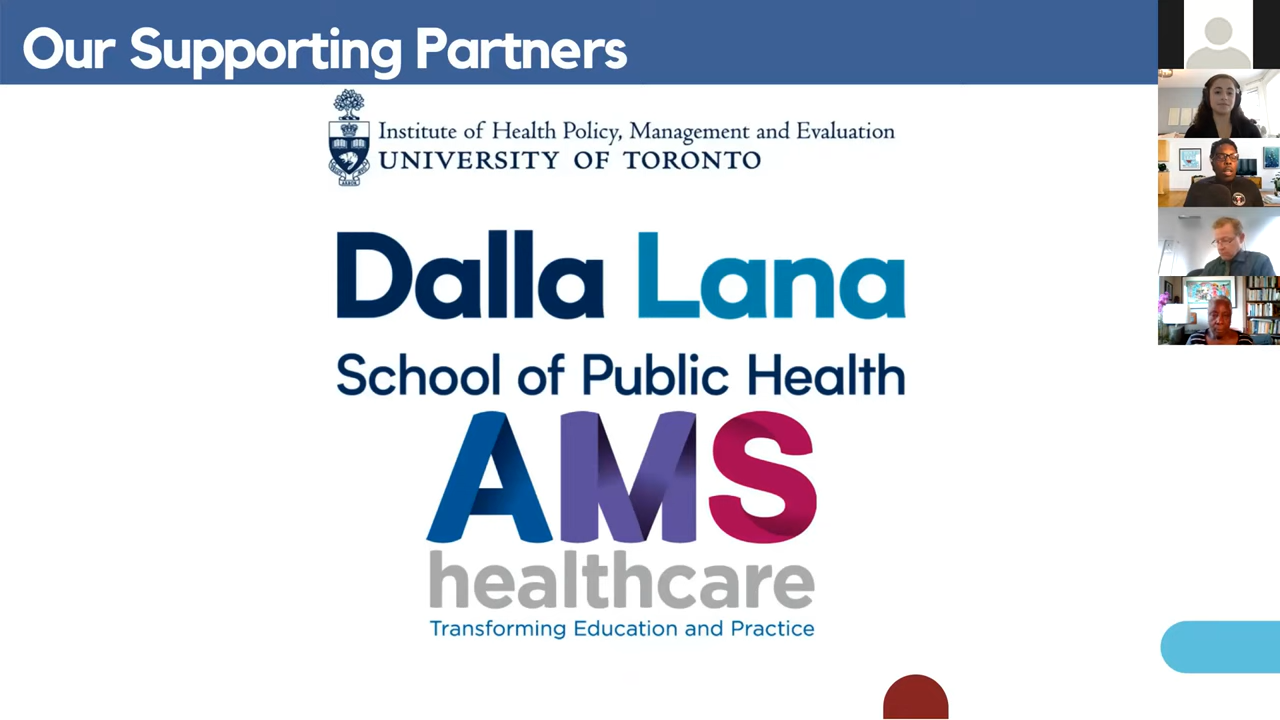 Our Supporting Partners
Institute of Health Policy, Management and Evaluation
UNIVERSITY OF TORONTO
Dalla Lana
School of Public Health
AMS
healthcare
Transforming Education and Practice